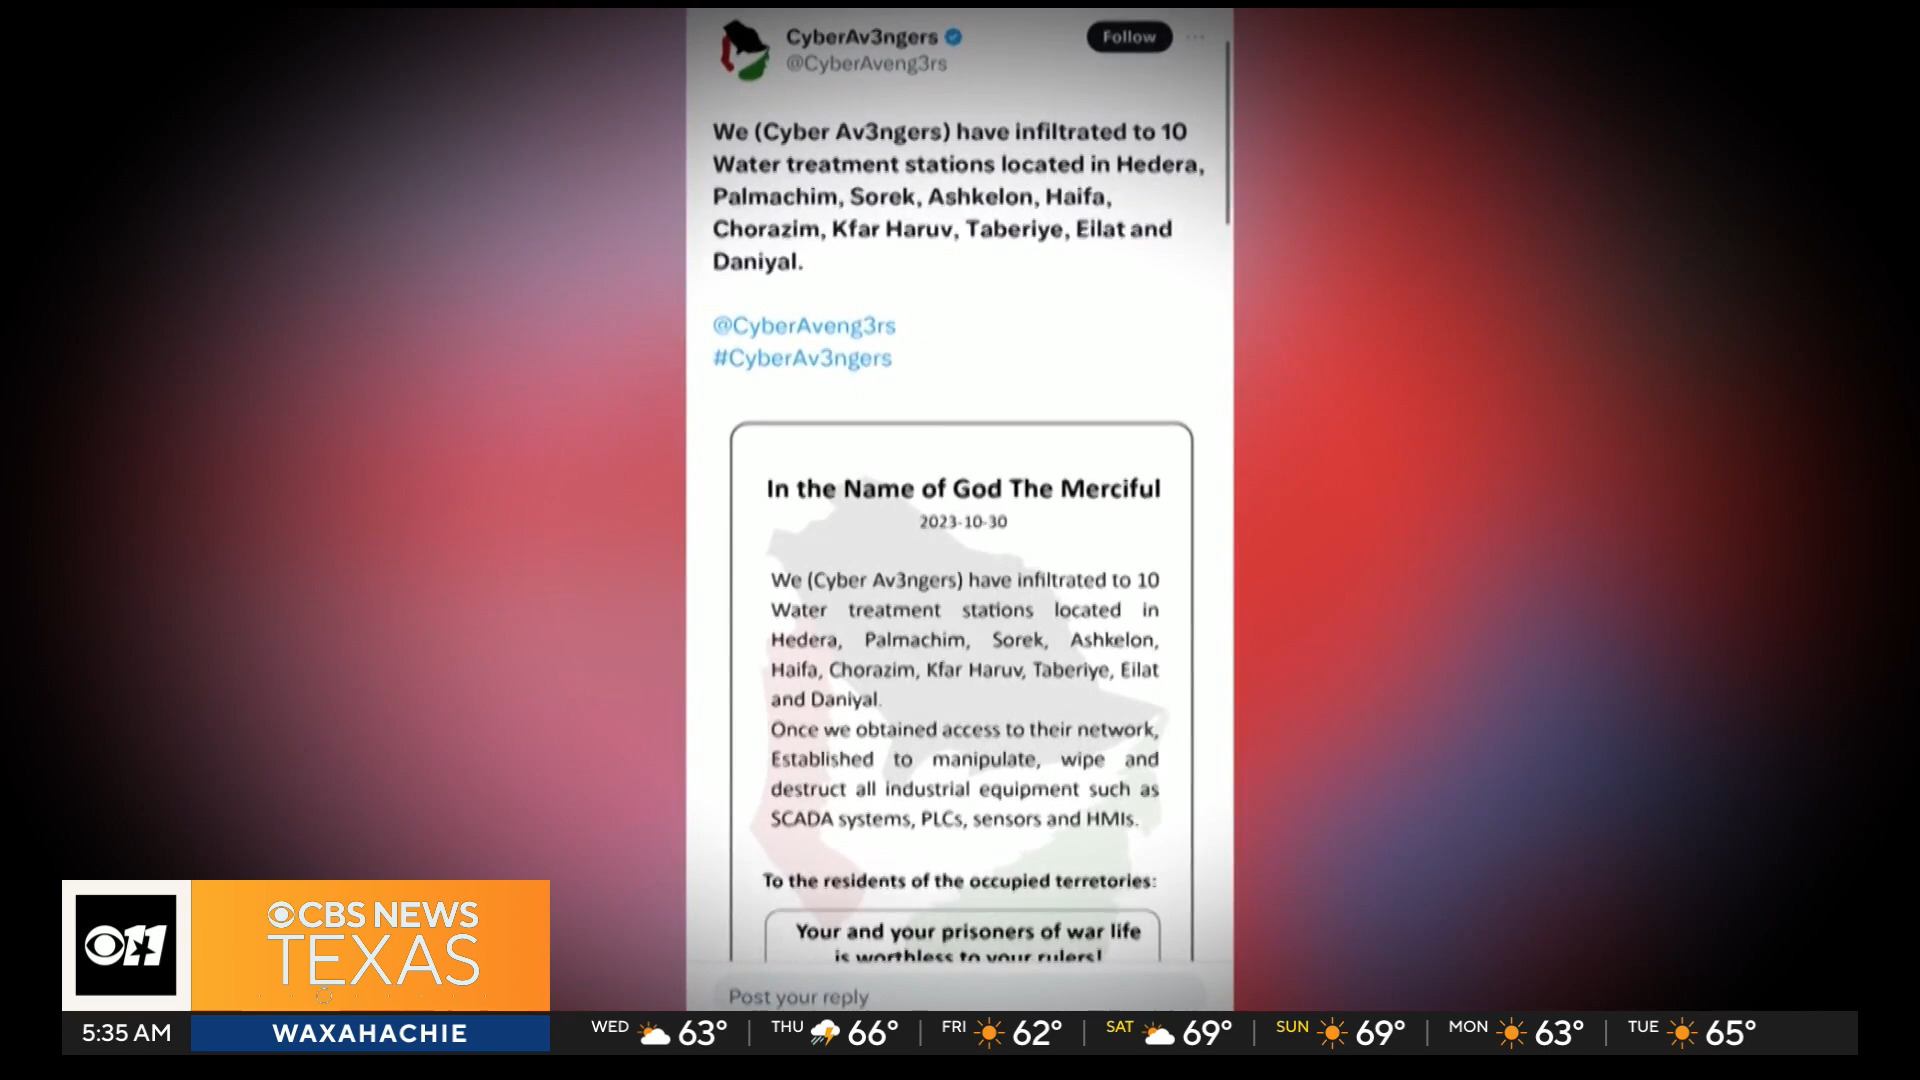 CyberAv3ngers
@CyberAveng3rs
Follow
We (Cyber Av3ngers) have infiltrated to 10
Water treatment stations located in Hedera,
Palmachim, Sorek, Ashkelon, Haifa,
Chorazim, Kfar Haruv, Taberiye, Eilat and
Daniyal.
@CyberAveng3rs
#CyberAv3ngers
In the Name of God The Merciful
2023-10-30
We (Cyber Av3ngers) have infiltrated to 10
Water treatment stations located in
Hedera, Palmachim, Sorek, Ashkelon,
Haifa, Chorazim, Kfar Haruv, Taberiye, Eilat
and Daniyal.
Once we obtained access to their network,
Established to manipulate, wipe and
destruct all industrial equipment such as
SCADA systems, PLCs, sensors and HMIs.
To the residents of the occupied terretories:
Your and your prisoners of war life
is worthless to your rulers!
Post your reply
11
CBS NEWS
TEXAS
5:35 AM
WAXAHACHIE
WED 63° THU 66° FRI 62° SAT 69° SUN 69° MON 63° TUE 65°